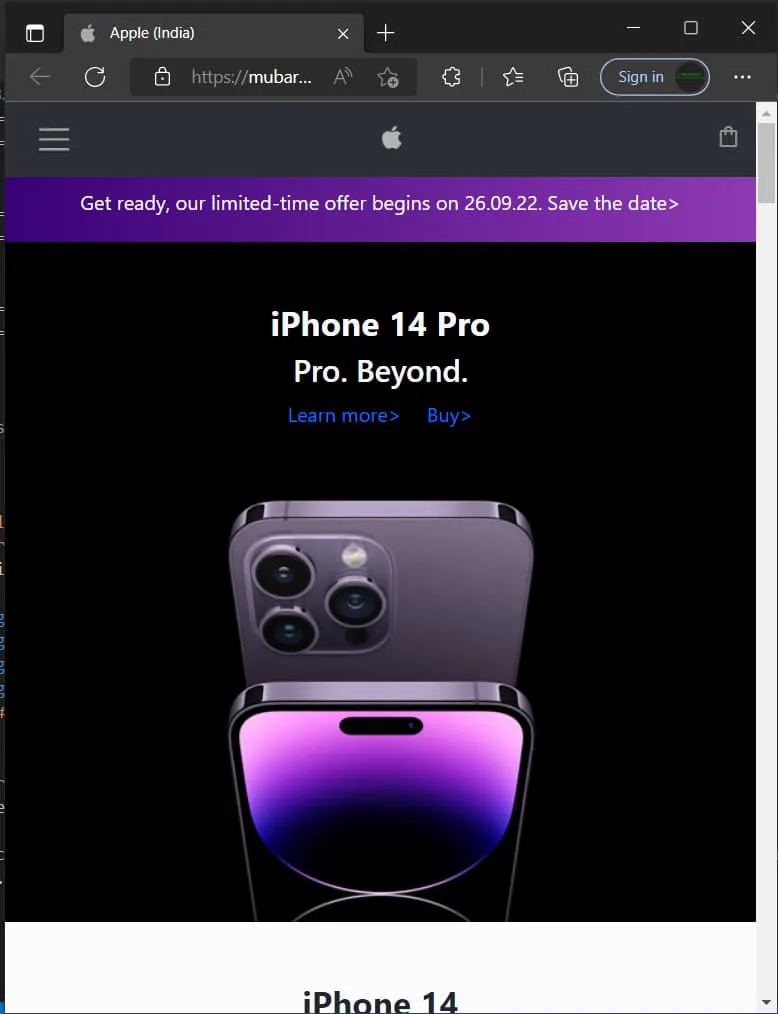 Apple (India)
https://mubar...
Sign in
Get ready, our limited-time offer begins on 26.09.22. Save the date>
iPhone 14 Pro
Pro. Beyond.
Learn more> Buy>
iPhone 14